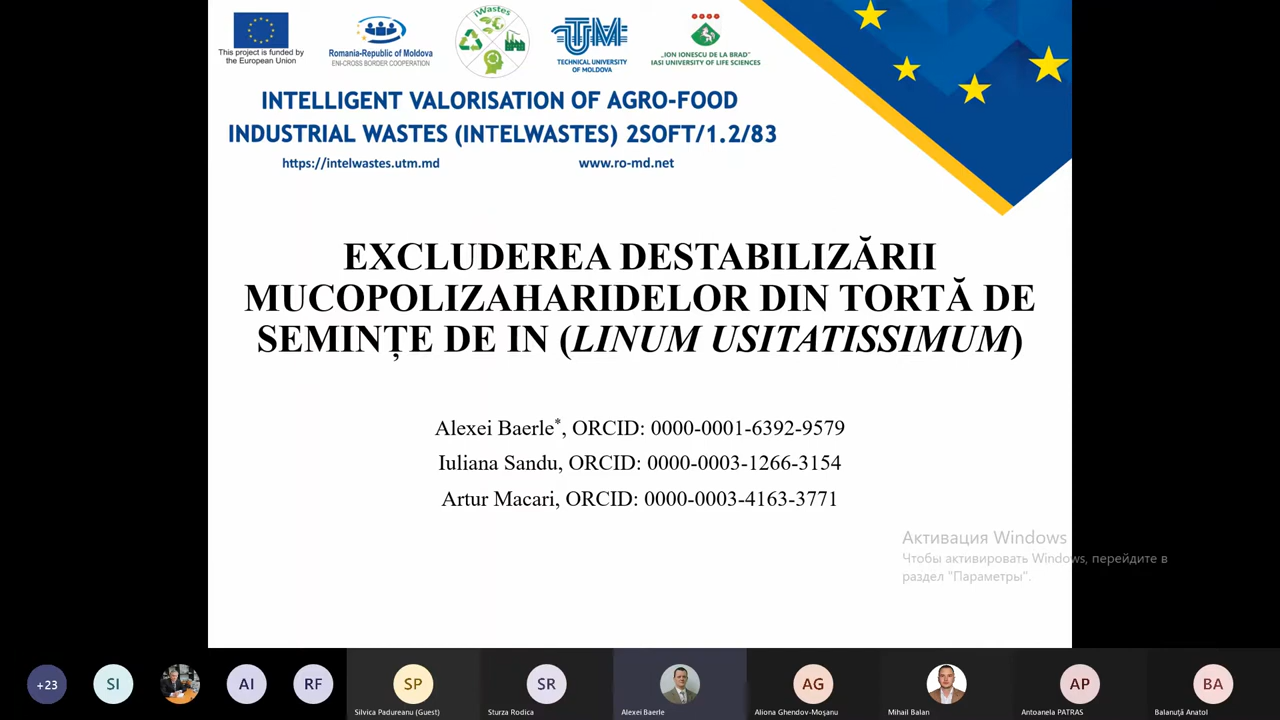 This project is funded by
the European Union
Romania-Republic of Moldova
ENI-CROSS BORDER COOPERATION
iWastes
UTM
TECHNICAL UNIVERSITY
OF MOLDOVA
„ION IONESCU DE LA BRAD”
IASI UNIVERSITY OF LIFE SCIENCES
INTELLIGENT VALORISATION OF AGRO-FOOD
INDUSTRIAL WASTES (INTELWASTES) 2SOFT/1.2/83
https://intelwastes.utm.md
www.ro-md.net
EXCLUDEREA DESTABILIZĂRII
MUCOPOLIZAHARIDELOR DIN TORTĂ DE
SEMINȚE DE IN (LINUM USITATISSIMUM)
Alexei Baerle*, ORCID: 0000-0001-6392-9579
Iuliana Sandu, ORCID: 0000-0003-1266-3154
Artur Macari, ORCID: 0000-0003-4163-3771
Активация Windows
Чтобы активировать Windows, перейдите в
раздел "Параметры".
+23
SI
AI
RF
SP
SR
AG
AP
BA
Silvica Padureanu (Guest)
Sturza Rodica
Alexei Baerle
Aliona Ghendov-Moşanu
Mihail Balan
Antoanela PATRAS
Balanuţă Anatol